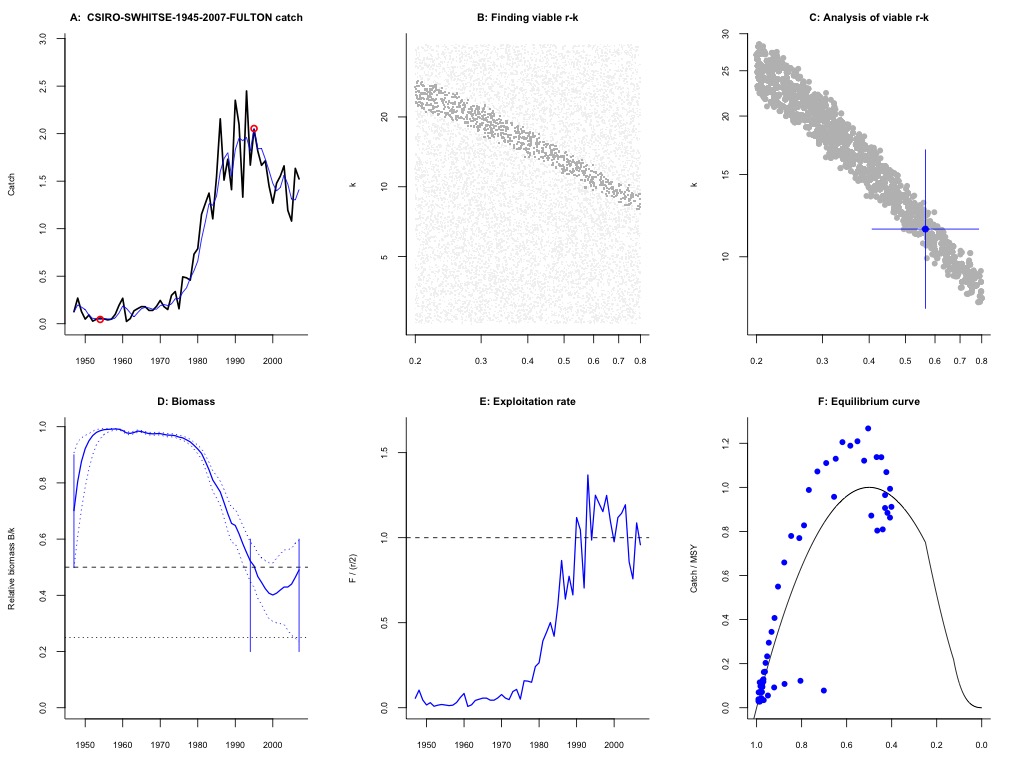 A: CSIRO-SWHITSE-1945-2007-FULTON catch
Catch
3.0
2.5
2.0
1.5
1.0
0.5
0.0
1950 1960 1970 1980 1990 2000
B: Finding viable r-k
k
20
10
5
0.2 0.3 0.4 0.5 0.6 0.7 0.8
C: Analysis of viable r-k
k
30
25
20
15
10
0.2 0.3 0.4 0.5 0.6 0.7 0.8
D: Biomass
Relative biomass B/k
1.0
0.8
0.6
0.4
0.2
0.0
1950 1960 1970 1980 1990 2000
E: Exploitation rate
F / (r/2)
1.5
1.0
0.5
0.0
1950 1960 1970 1980 1990 2000
F: Equilibrium curve
Catch / MSY
1.2
1.0
0.8
0.6
0.4
0.2
0.0
1.0 0.8 0.6 0.4 0.2 0.0